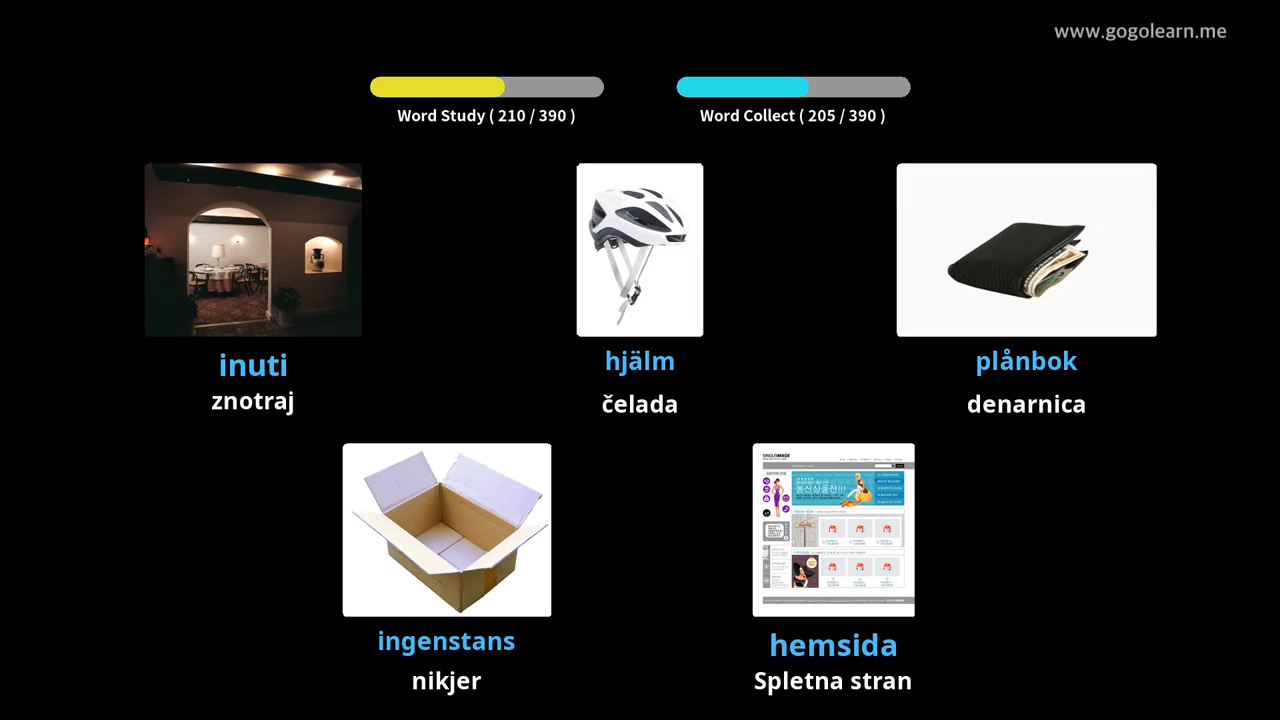 www.gogolearn.me
Word Study ( 210 / 390 )
Word Collect ( 205 / 390 )
inuti
znotraj
hjälm
čelada
plånbok
denarnica
ingenstans
nikjer
hemsida
Spletna stran